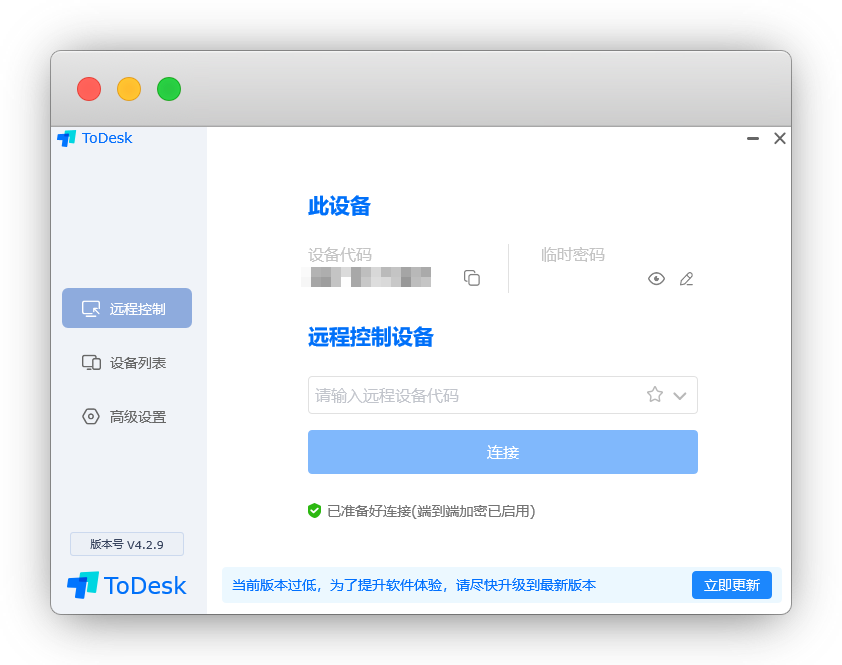 ToDesk
此设备
设备代码
临时密码
远程控制
远程控制设备
设备列表
请输入远程设备代码
高级设置
连接
已准备好连接(端到端加密已启用)
版本号 V4.2.9
ToDesk
当前版本过低，为了提升软件体验，请尽快升级到最新版本
立即更新